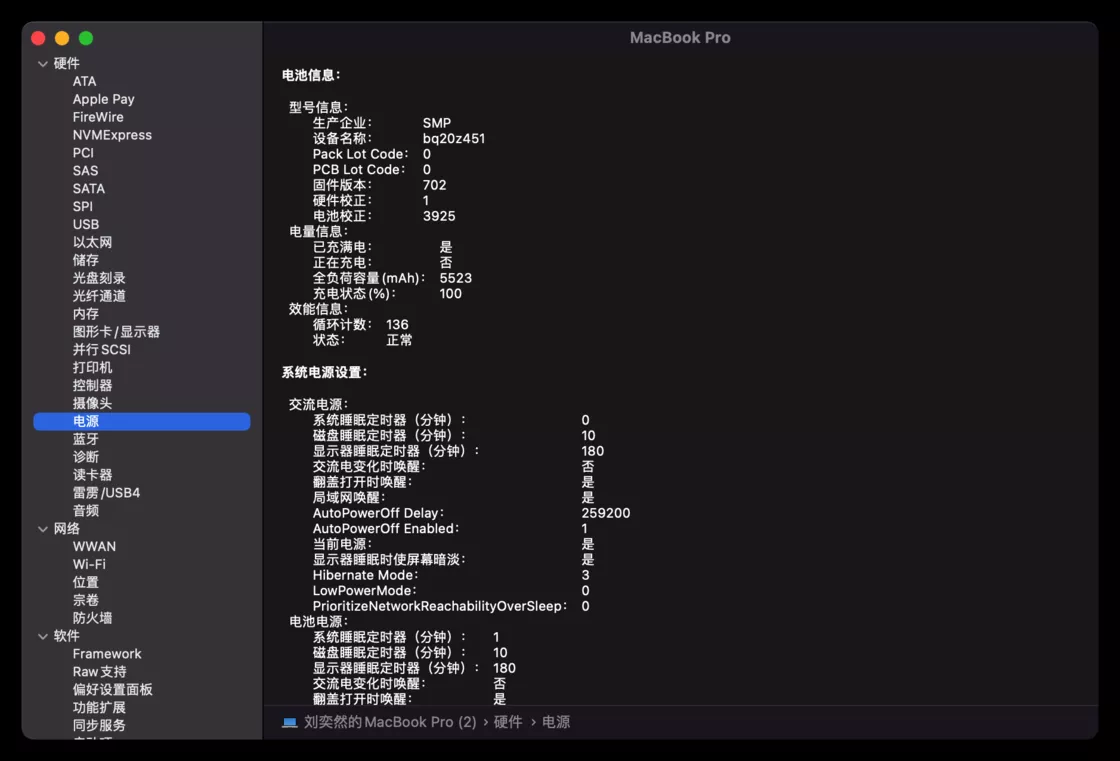 MacBook Pro
硬件
ATA
Apple Pay
FireWire
NVMExpress
PCI
SAS
SATA
SPI
USB
以太网
储存
光盘刻录
光纤通道
内存
图形卡/显示器
并行SCSI
打印机
控制器
摄像头
电源
蓝牙
诊断
读卡器
雷雳/USB4
音频
网络
WWAN
Wi-Fi
位置
宗卷
防火墙
软件
Framework
Raw支持
偏好设置面板
功能扩展
同步服务
电池信息：
型号信息：
生产企业： SMP
设备名称： bq20z451
Pack Lot Code： 0
PCB Lot Code： 0
固件版本： 702
硬件校正： 1
电池校正： 3925
电量信息：
已充满电： 是
正在充电： 否
全负荷容量(mAh)： 5523
充电状态(%)： 100
效能信息：
循环计数： 136
状态： 正常
系统电源设置：
交流电源：
系统睡眠定时器（分钟）： 0
磁盘睡眠定时器（分钟）： 10
显示器睡眠定时器（分钟）： 180
交流电变化时唤醒： 否
翻盖打开时唤醒： 是
局域网唤醒： 是
AutoPowerOff Delay： 259200
AutoPowerOff Enabled： 1
当前电源： 是
显示器睡眠时使屏幕暗淡： 是
Hibernate Mode： 3
LowPowerMode： 0
PrioritizeNetworkReachabilityOverSleep： 0
电池电源：
系统睡眠定时器（分钟）： 1
磁盘睡眠定时器（分钟）： 10
显示器睡眠定时器（分钟）： 180
交流电变化时唤醒： 否
翻盖打开时唤醒： 是
刘奕然的MacBook Pro (2) › 硬件 › 电源